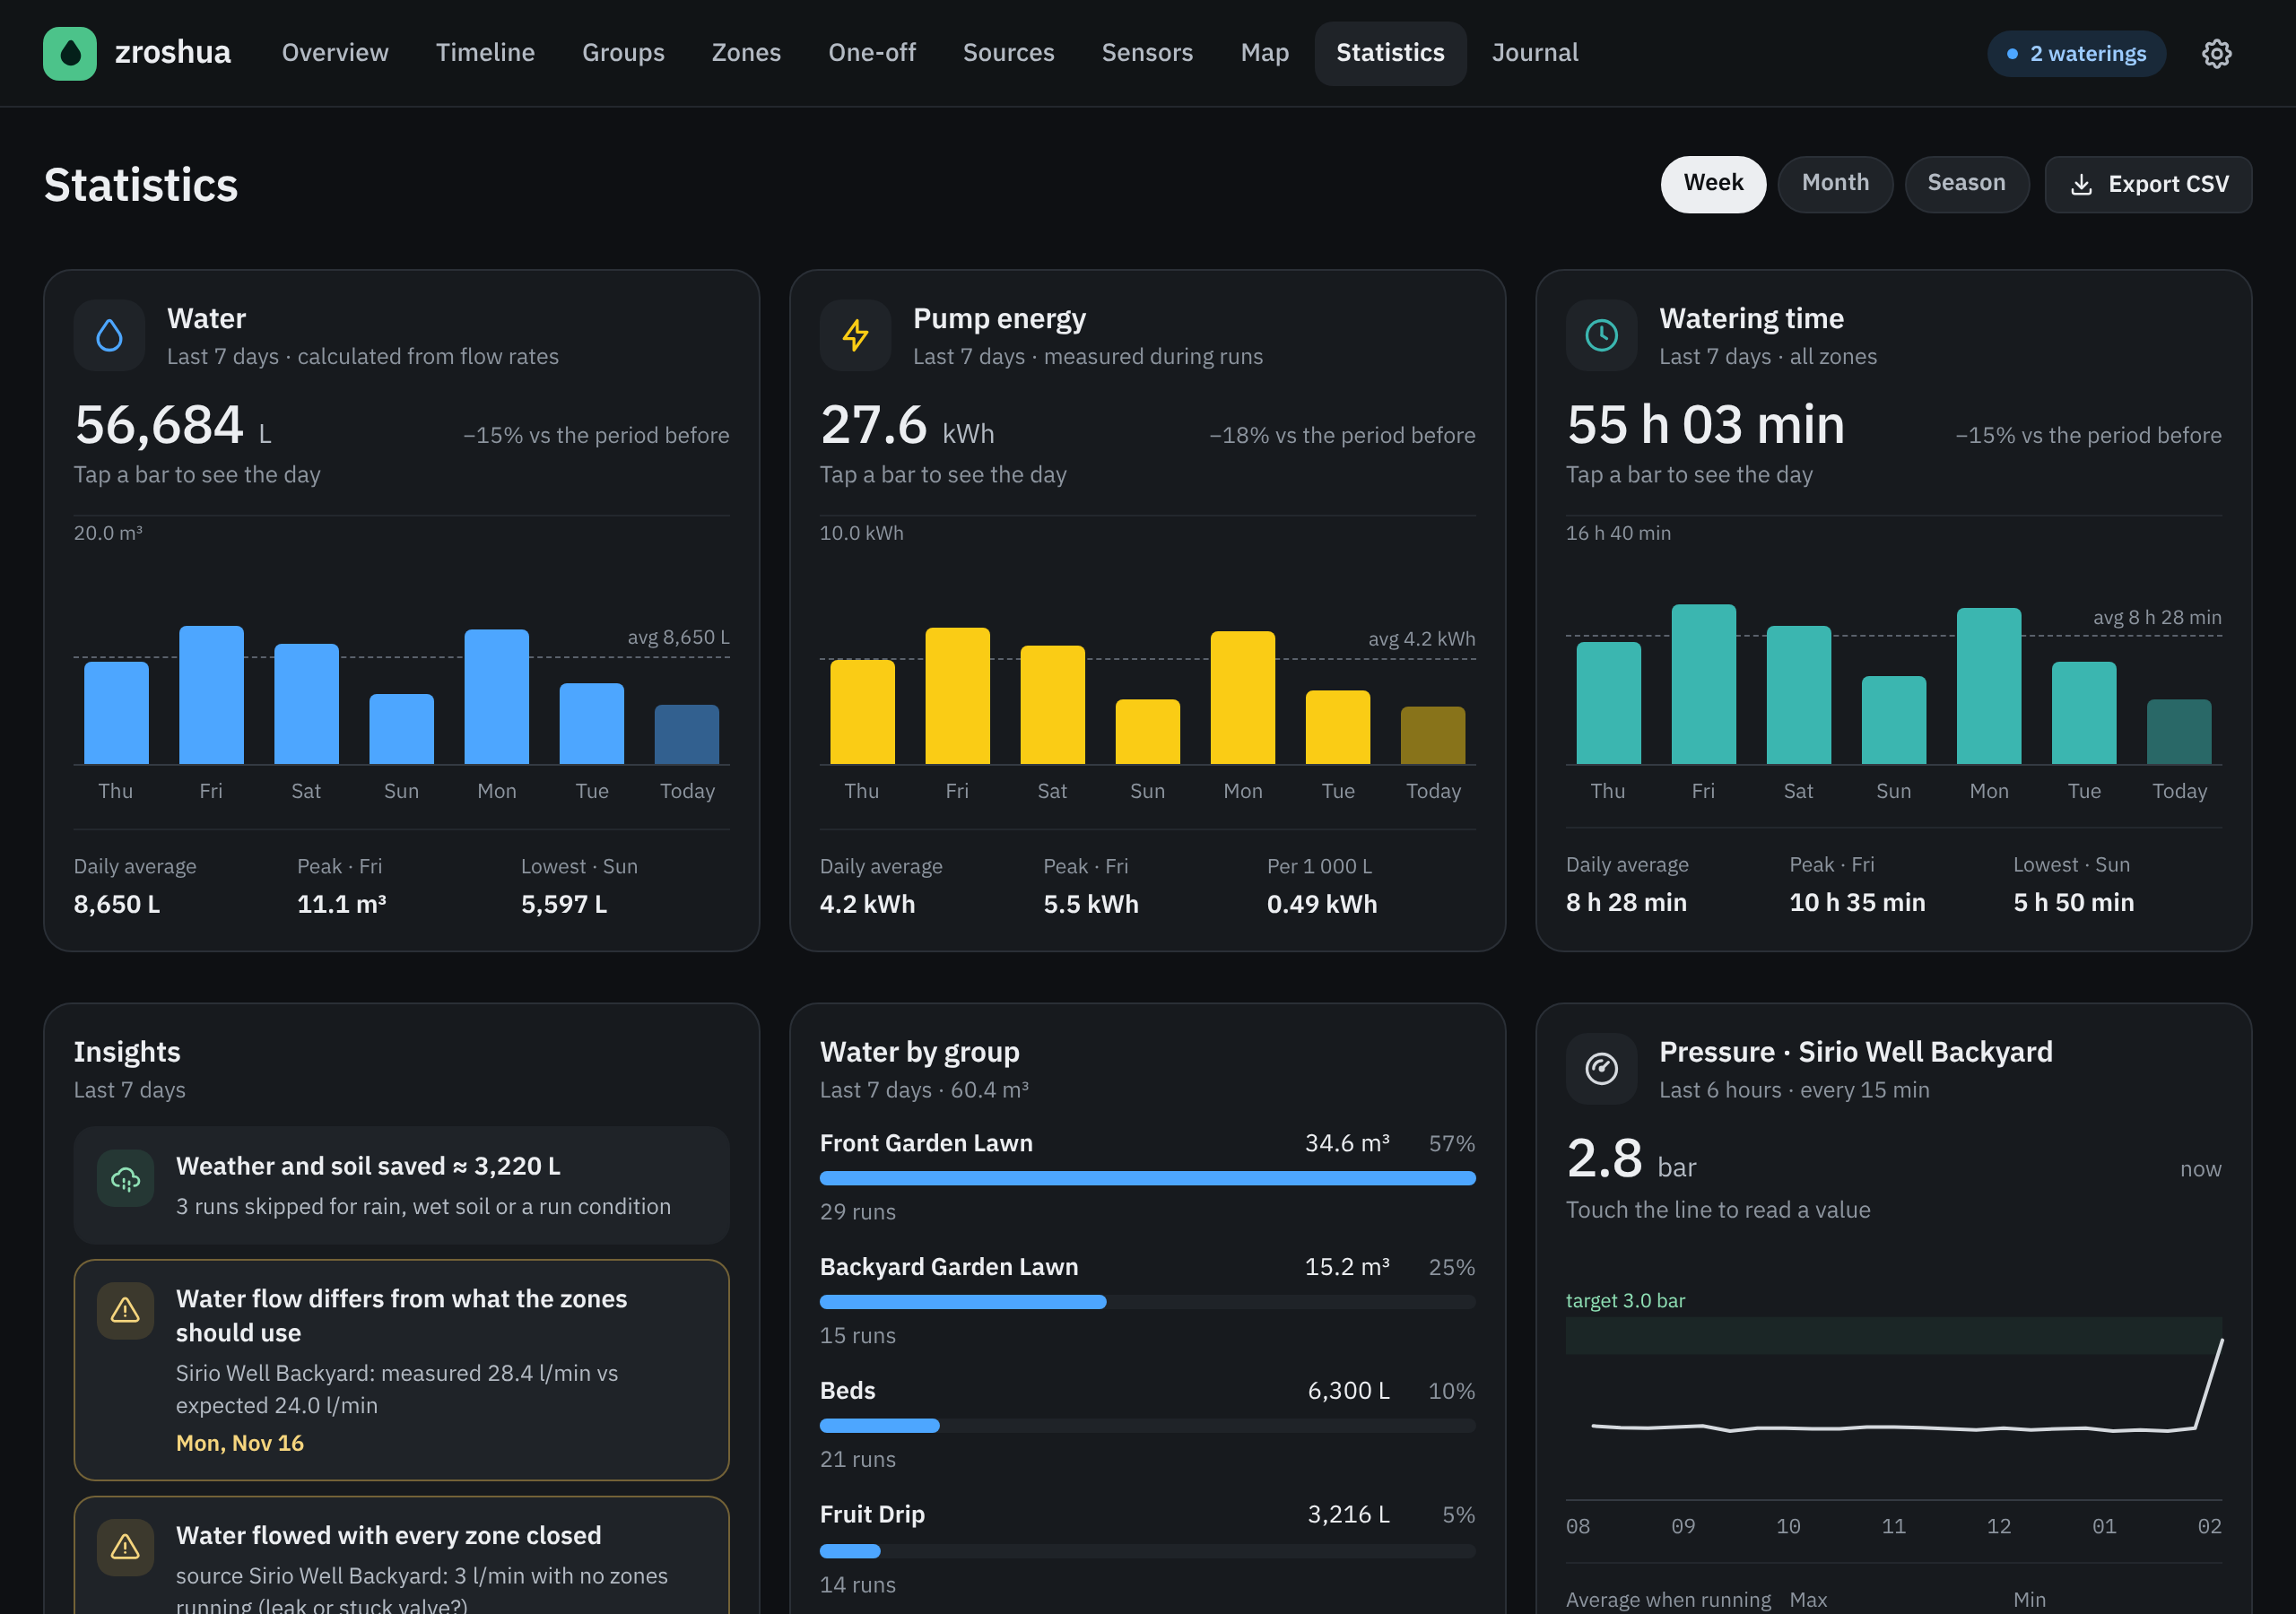 zroshua
Overview
Timeline
Groups
Zones
One-off
Sources
Sensors
Map
Statistics
Journal
2 waterings
Statistics
Week
Month
Season
Export CSV
Water
Last 7 days · calculated from flow rates
56,684 L
−15% vs the period before
Tap a bar to see the day
20.0 m³
avg 8,650 L
Thu Fri Sat Sun Mon Tue Today
Daily average Peak · Fri Lowest · Sun
8,650 L 11.1 m³ 5,597 L
Pump energy
Last 7 days · measured during runs
27.6 kWh
−18% vs the period before
Tap a bar to see the day
10.0 kWh
avg 4.2 kWh
Thu Fri Sat Sun Mon Tue Today
Daily average Peak · Fri Per 1 000 L
4.2 kWh 5.5 kWh 0.49 kWh
Watering time
Last 7 days · all zones
55 h 03 min
−15% vs the period before
Tap a bar to see the day
16 h 40 min
avg 8 h 28 min
Thu Fri Sat Sun Mon Tue Today
Daily average Peak · Fri Lowest · Sun
8 h 28 min 10 h 35 min 5 h 50 min
Insights
Last 7 days
Weather and soil saved ≈ 3,220 L
3 runs skipped for rain, wet soil or a run condition
Water flow differs from what the zones
should use
Sirio Well Backyard: measured 28.4 l/min vs
expected 24.0 l/min
Mon, Nov 16
Water flowed with every zone closed
source Sirio Well Backyard: 3 l/min with no zones
running (leak or stuck valve?)
Water by group
Last 7 days · 60.4 m³
Front Garden Lawn 34.6 m³ 57%
29 runs
Backyard Garden Lawn 15.2 m³ 25%
15 runs
Beds 6,300 L 10%
21 runs
Fruit Drip 3,216 L 5%
14 runs
Pressure · Sirio Well Backyard
Last 6 hours · every 15 min
2.8 bar
now
Touch the line to read a value
target 3.0 bar
08 09 10 11 12 01 02
Average when running Max Min